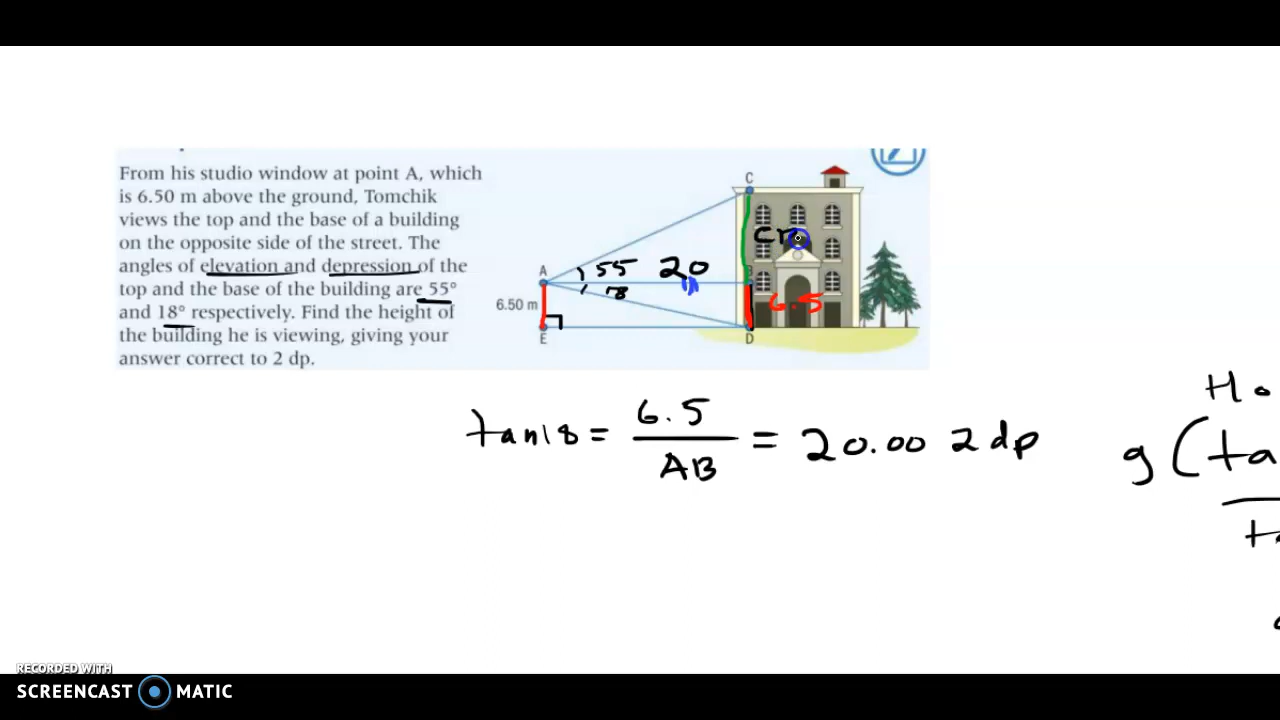 From his studio window at point A, which
is 6.50 m above the ground, Tomchik
views the top and the base of a building
on the opposite side of the street. The
angles of elevation and depression of the
top and the base of the building are 55°
and 18° respectively. Find the height of
the building he is viewing, giving your
answer correct to 2 dp.
C
A
55
20
18
6.50 m
6.5
E
D
tan18 = 6.5 / AB = 20.00 2 dp
Ho
g (ta
RECORDED WITH
SCREENCAST MATIC